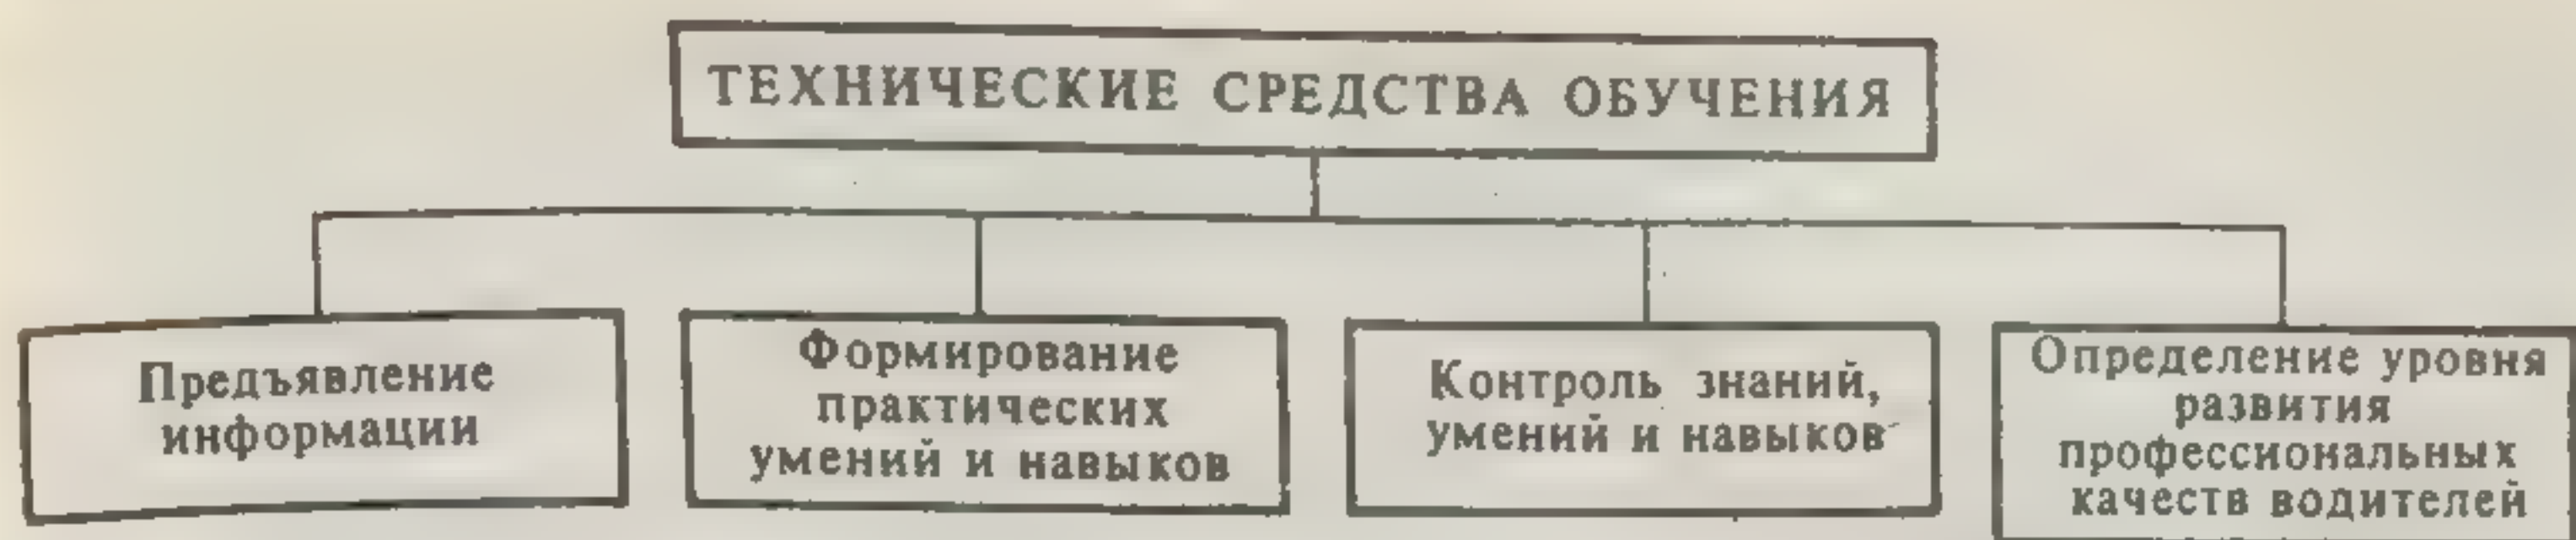 ТЕХНИЧЕСКИЕ СРЕДСТВА ОБУЧЕНИЯ
Предъявление
информации
Формирование
практических
умений и навыков
Контроль знаний,
умений и навыков
Определение уровня
развития
профессиональных
качеств водителей